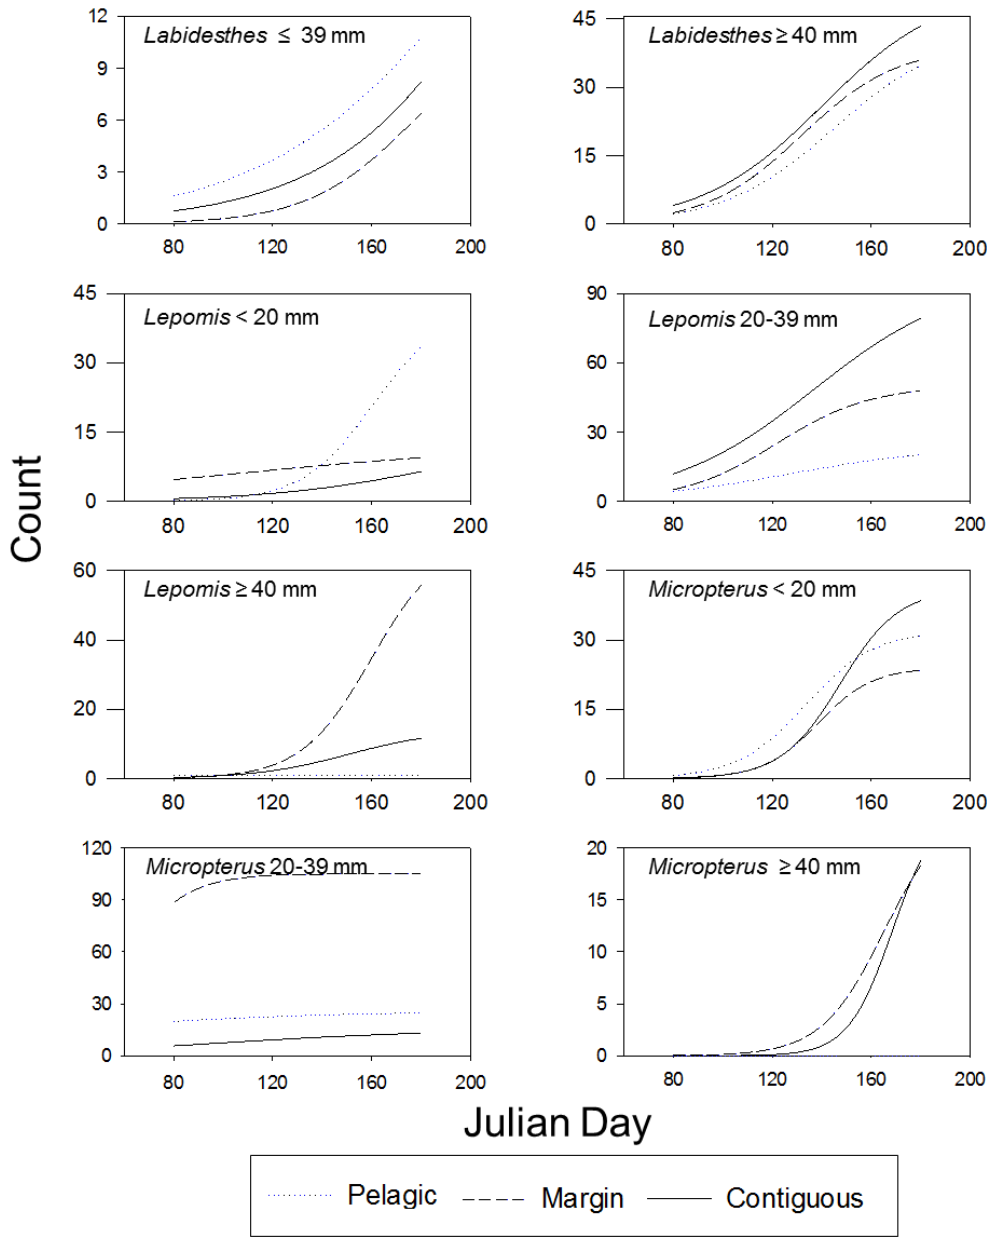 Count
Labidesthes ≤ 39 mm
12
9
6
3
0
80 120 160 200
Labidesthes ≥ 40 mm
45
30
15
0
80 120 160 200
Lepomis < 20 mm
45
30
15
0
80 120 160 200
Lepomis 20-39 mm
90
60
30
0
80 120 160 200
Lepomis ≥ 40 mm
60
40
20
0
80 120 160 200
Micropterus < 20 mm
45
30
15
0
80 120 160 200
Micropterus 20-39 mm
120
90
60
30
0
80 120 160 200
Micropterus ≥ 40 mm
20
15
10
5
0
80 120 160 200
Julian Day
Pelagic Margin Contiguous